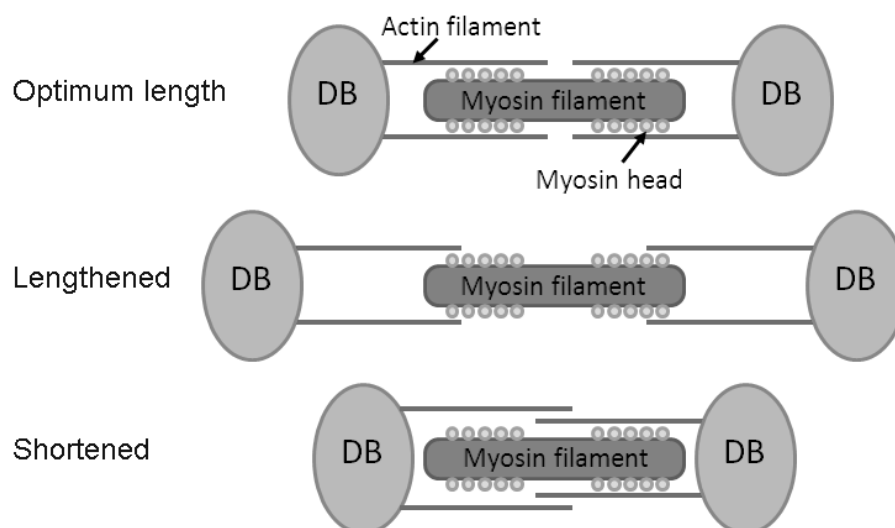 Actin filament
Optimum length
DB
Myosin filament
DB
Myosin head
Lengthened
DB
Myosin filament
DB
Shortened
DB
Myosin filament
DB